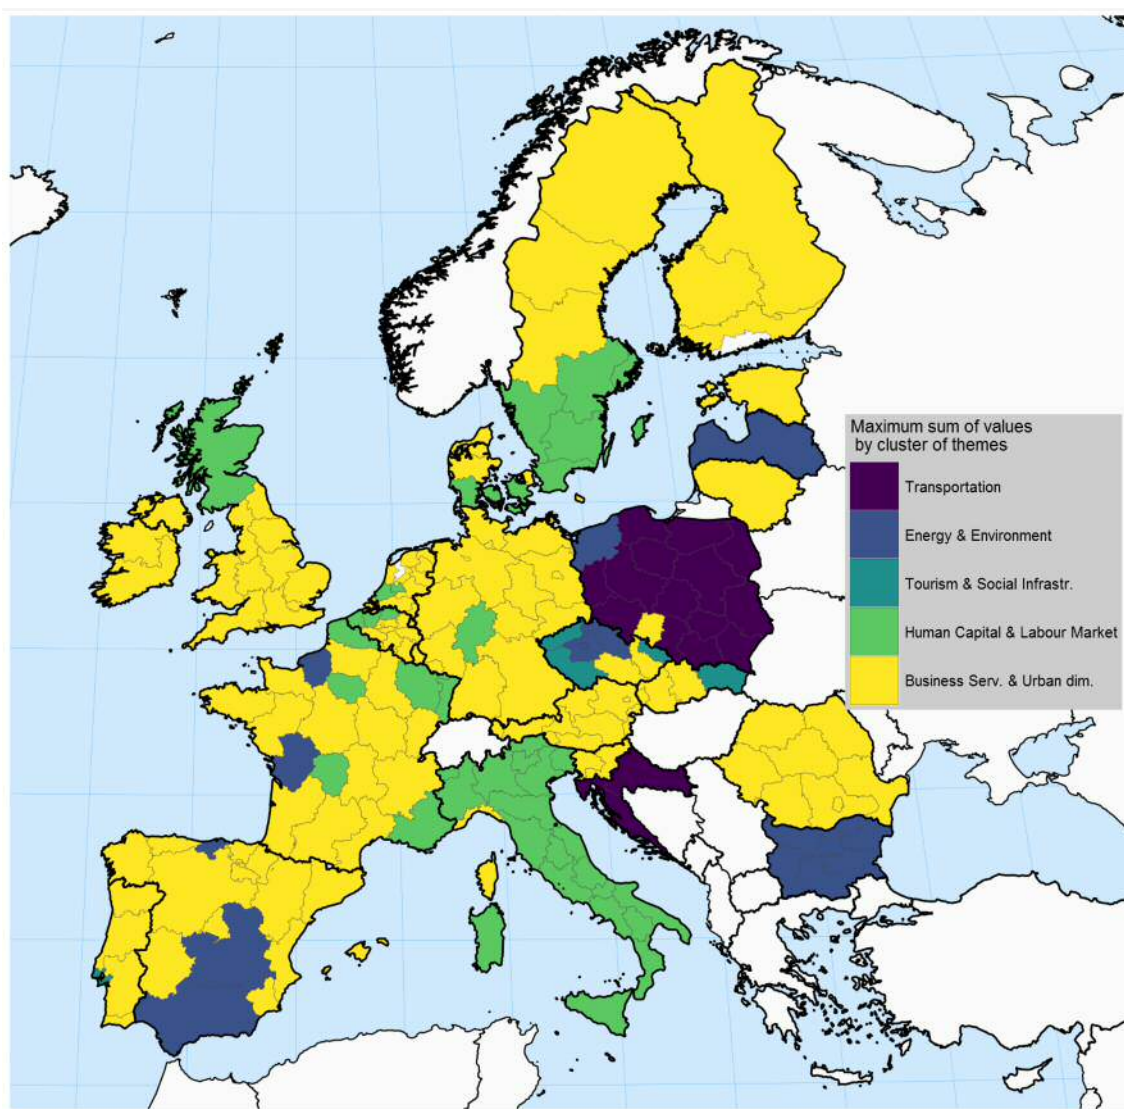 Maximum sum of values
by cluster of themes
Transportation
Energy & Environment
Tourism & Social Infrastr.
Human Capital & Labour Market
Business Serv. & Urban dim.